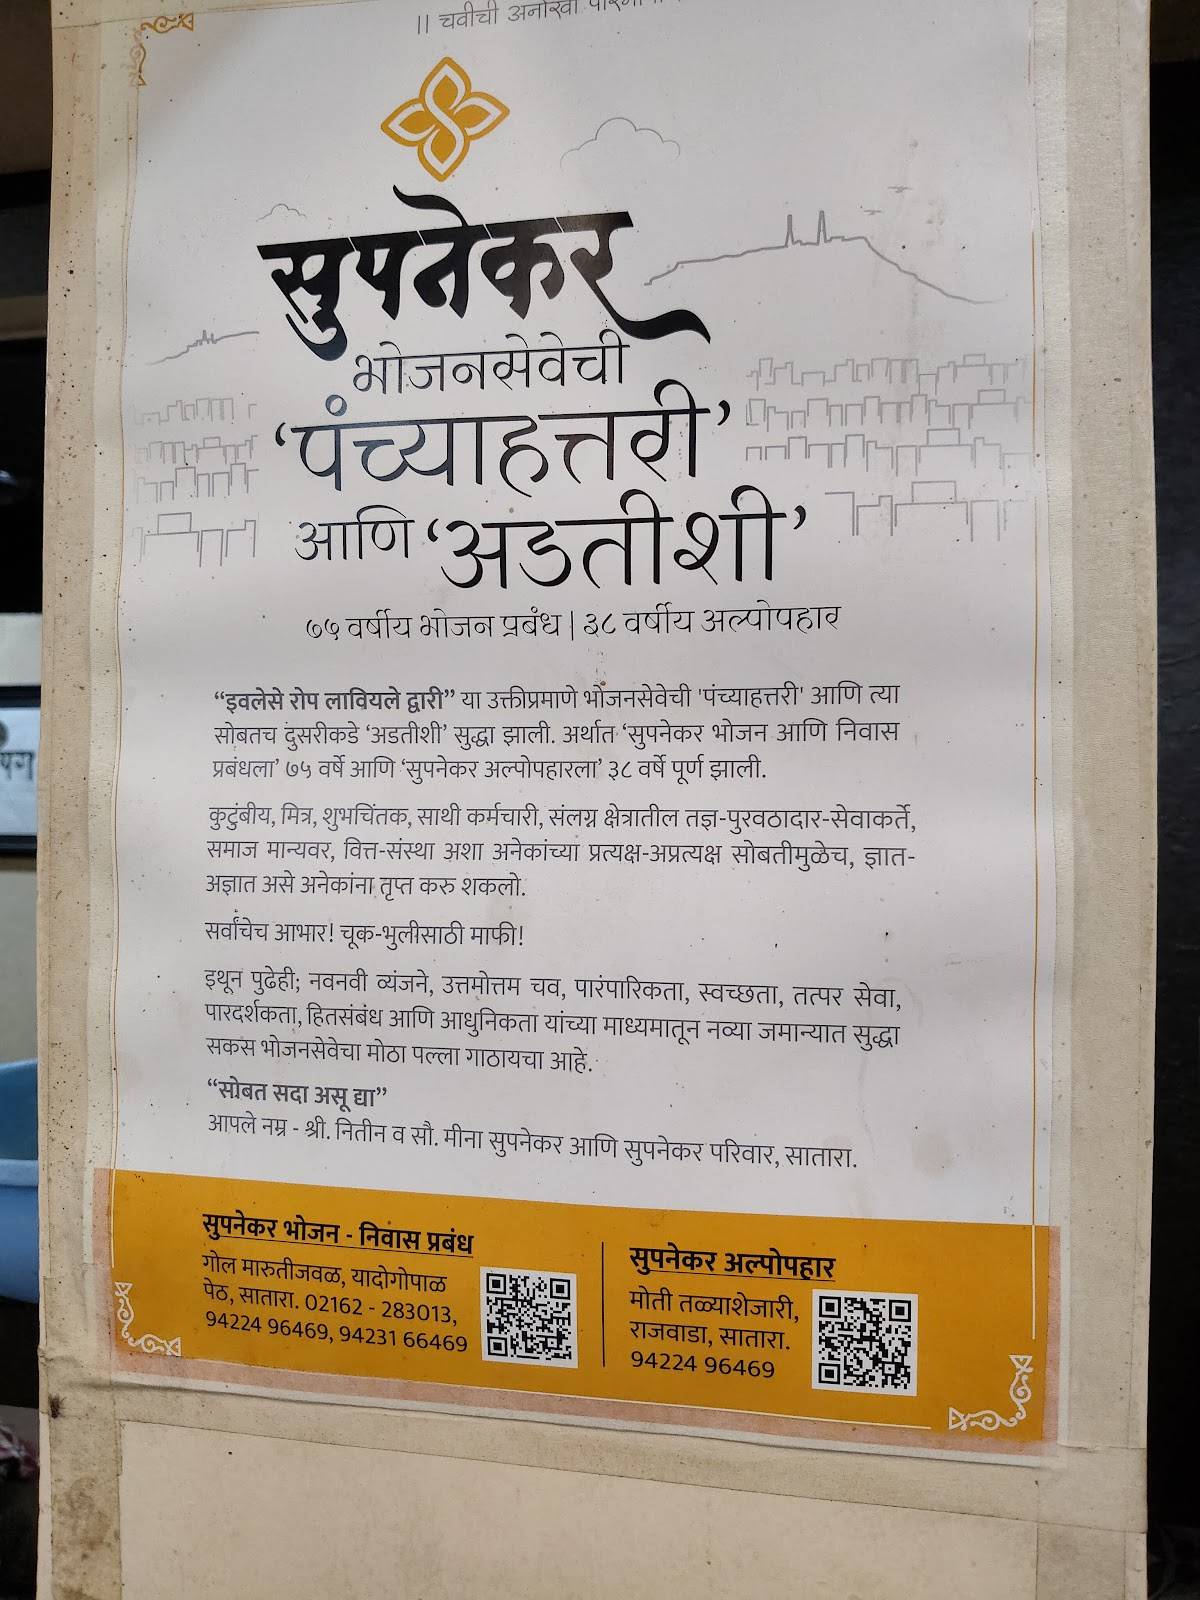 ॥ चवीची अनोखी
सुपनेकर
भोजनसेवेची
‘पंच्याहत्तरी’
आणि ‘अडतीशी’
७५ वर्षीय भोजन प्रबंध | ३८ वर्षीय अल्पोपहार
“इवलेसे रोप लावियले द्वारी” या उक्तीप्रमाणे भोजनसेवेची 'पंच्याहत्तरी' आणि त्या
सोबतच दुसरीकडे ‘अडतीशी’ सुद्धा झाली. अर्थात ‘सुपनेकर भोजन आणि निवास
प्रबंधला’ ७५ वर्षे आणि ‘सुपनेकर अल्पोपहारला’ ३८ वर्षे पूर्ण झाली.
कुटुंबीय, मित्र, शुभचिंतक, साथी कर्मचारी, संलग्न क्षेत्रातील तज्ञ-पुरवठादार-सेवाकर्ते,
समाज मान्यवर, वित्त-संस्था अशा अनेकांच्या प्रत्यक्ष-अप्रत्यक्ष सोबतीमुळेच, ज्ञात-
अज्ञात असे अनेकांना तृप्त करु शकलो.
सर्वांचेच आभार! चूक-भुलीसाठी माफी!
इथून पुढेही; नवनवी व्यंजने, उत्तमोत्तम चव, पारंपारिकता, स्वच्छता, तत्पर सेवा,
पारदर्शकता, हितसंबंध आणि आधुनिकता यांच्या माध्यमातून नव्या जमान्यात सुद्धा
सकस भोजनसेवेचा मोठा पल्ला गाठायचा आहे.
“सोबत सदा असू द्या”
आपले नम्र - श्री. नितीन व सौ. मीना सुपनेकर आणि सुपनेकर परिवार, सातारा.
सुपनेकर भोजन - निवास प्रबंध
गोल मारुतीजवळ, यादोगोपाळ
पेठ, सातारा. 02162 - 283013,
94224 96469, 94231 66469
सुपनेकर अल्पोपहार
मोती तळ्याशेजारी,
राजवाडा, सातारा.
94224 96469